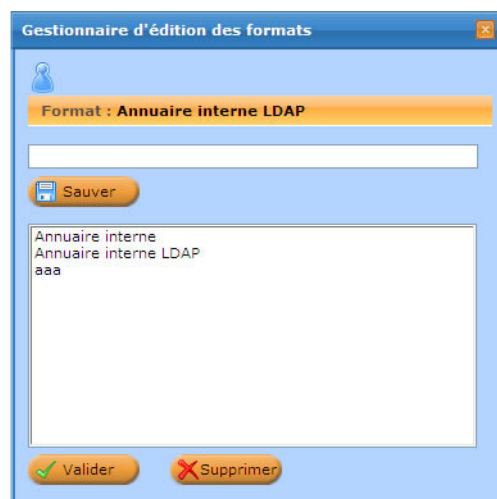 Gestionnaire d'édition des formats
Format : Annuaire interne LDAP
Sauver
Annuaire interne
Annuaire interne LDAP
aaa
Valider
Supprimer